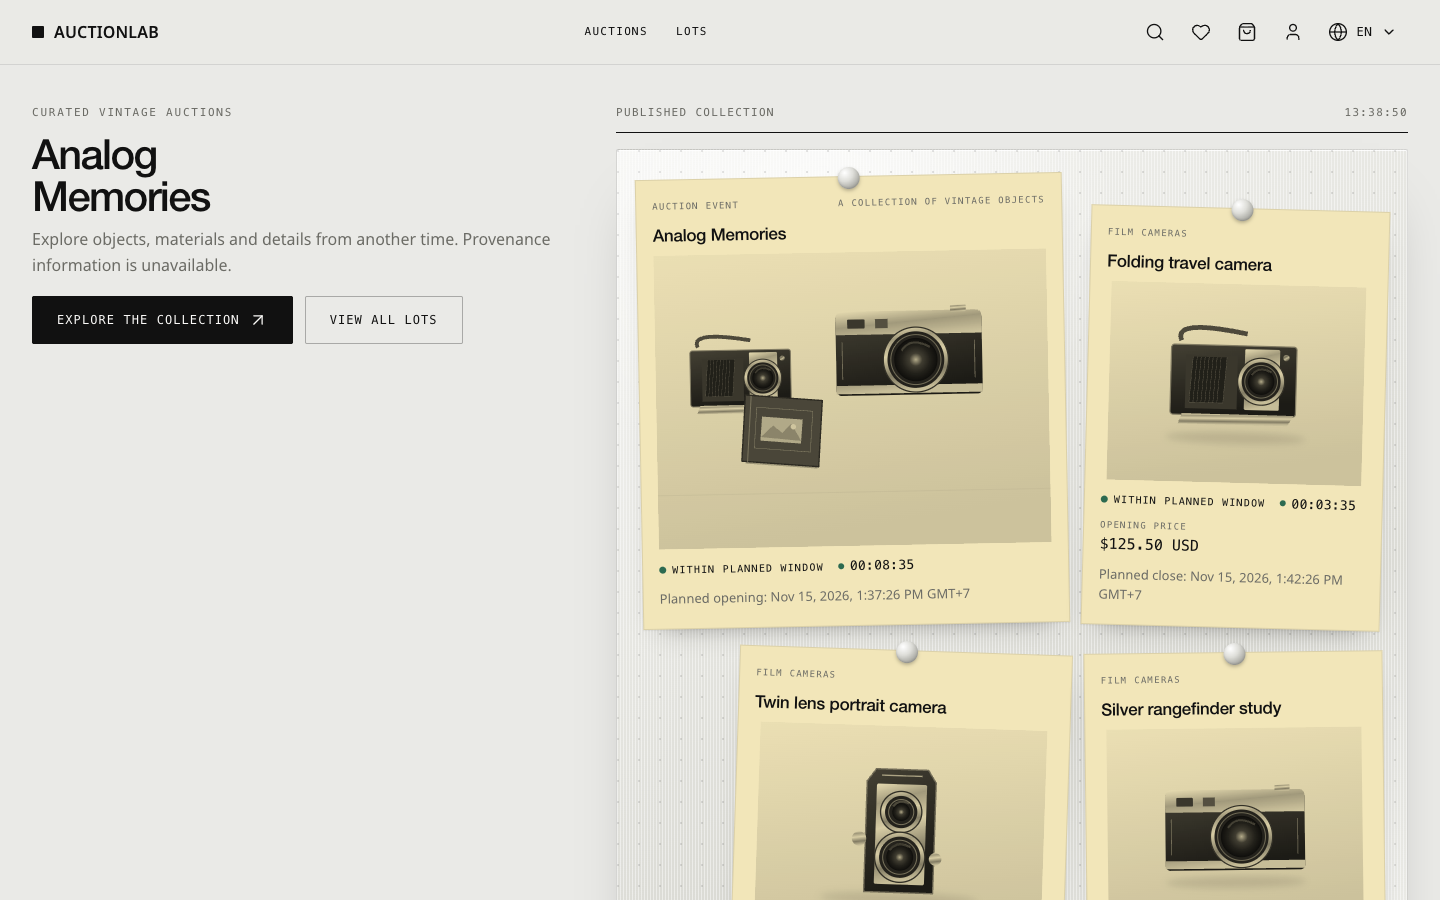 AUCTIONLAB
AUCTIONS
LOTS
EN
CURATED VINTAGE AUCTIONS
Analog
Memories
Explore objects, materials and details from another time. Provenance
information is unavailable.
EXPLORE THE COLLECTION
VIEW ALL LOTS
PUBLISHED COLLECTION
13:38:50
AUCTION EVENT
A COLLECTION OF VINTAGE OBJECTS
Analog Memories
WITHIN PLANNED WINDOW
00:08:35
Planned opening: Nov 15, 2026, 1:37:26 PM GMT+7
FILM CAMERAS
Folding travel camera
WITHIN PLANNED WINDOW
00:03:35
OPENING PRICE
$125.50 USD
Planned close: Nov 15, 2026, 1:42:26 PM
GMT+7
FILM CAMERAS
Twin lens portrait camera
FILM CAMERAS
Silver rangefinder study